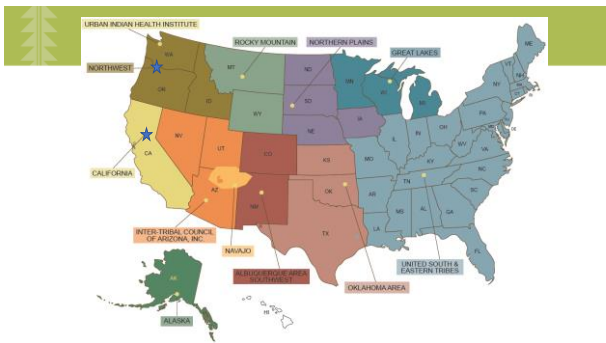 URBAN INDIAN HEALTH INSTITUTE
ROCKY MOUNTAIN
NORTHERN PLAINS
GREAT LAKES
NORTHWEST
CALIFORNIA
INTER-TRIBAL COUNCIL
OF ARIZONA, INC
NAVAJO
ALBUQUERQUE AREA
SOUTHWEST
OKLAHOMA AREA
UNITED SOUTH &
EASTERN TRIBES
ALASKA
WA
OR
ID
MT
WY
ND
SD
NE
MN
WI
MI
IA
CA
NV
UT
AZ
CO
NM
KS
OK
TX
MO
AR
LA
IL
IN
OH
KY
TN
MS
AL
GA
FL
SC
NC
VA
WV
PA
NY
VT
NH
ME
DE
AK
HI